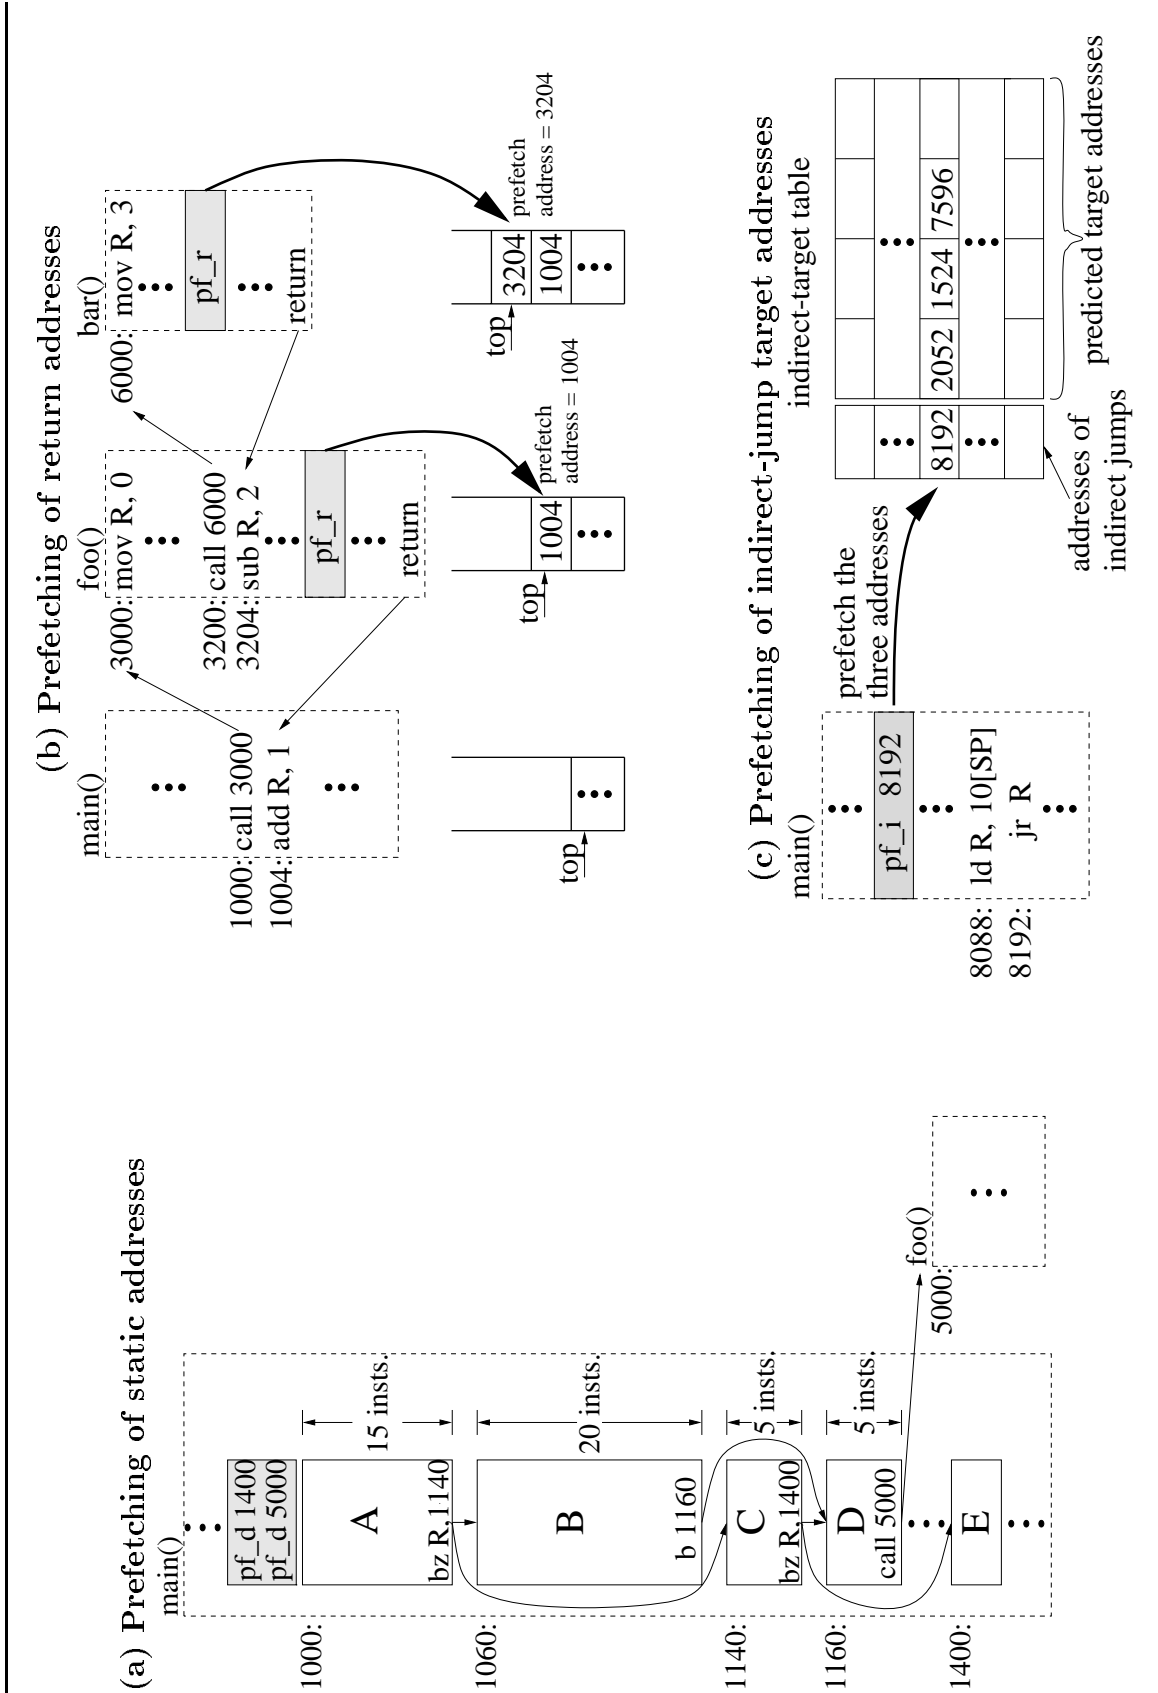 (a) Prefetching of static addresses
main()
pf_d 1400
pf_d 5000
1000:
A
15 insts.
bz R,1140
1060:
B
20 insts.
b 1160
1140:
C
5 insts.
bz R,1400
1160:
D
5 insts.
call 5000
foo()
5000:
1400:
E
(b) Prefetching of return addresses
main()
1000: call 3000
1004: add R, 1
top
foo()
3000: mov R, 0
3200: call 6000
3204: sub R, 2
pf_r
return
top
1004
prefetch
address = 1004
bar()
6000: mov R, 3
pf_r
return
top
3204
1004
prefetch
address = 3204
(c) Prefetching of indirect-jump target addresses
main()
pf_i 8192
8088: ld R, 10[SP]
8192: jr R
prefetch the
three addresses
indirect-target table
8192 2052 1524 7596
addresses of
indirect jumps
predicted target addresses